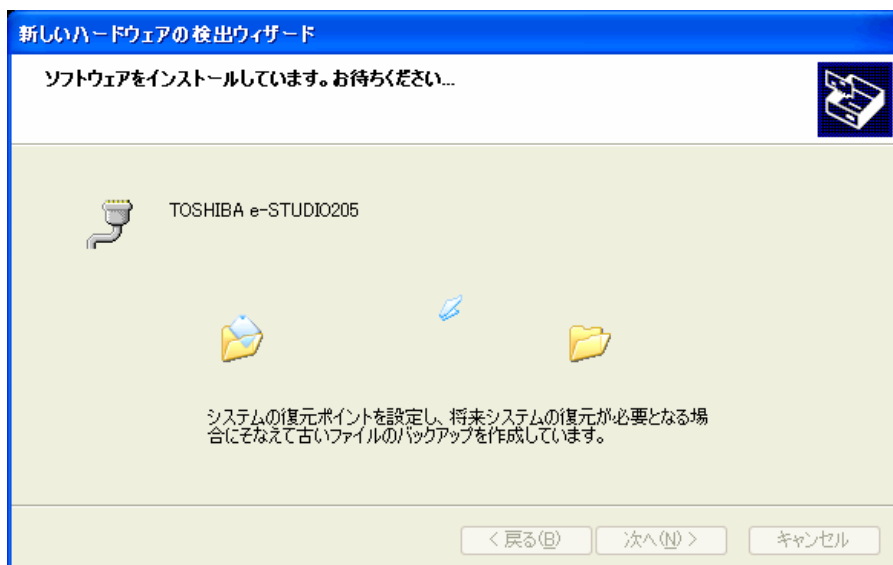 新しいハードウェアの検出ウィザード
ソフトウェアをインストールしています。お待ちください...
TOSHIBA e-STUDIO205
システムの復元ポイントを設定し、将来システムの復元が必要となる場
合にそなえて古いファイルのバックアップを作成しています。
< 戻る(B) 次へ(N) > キャンセル